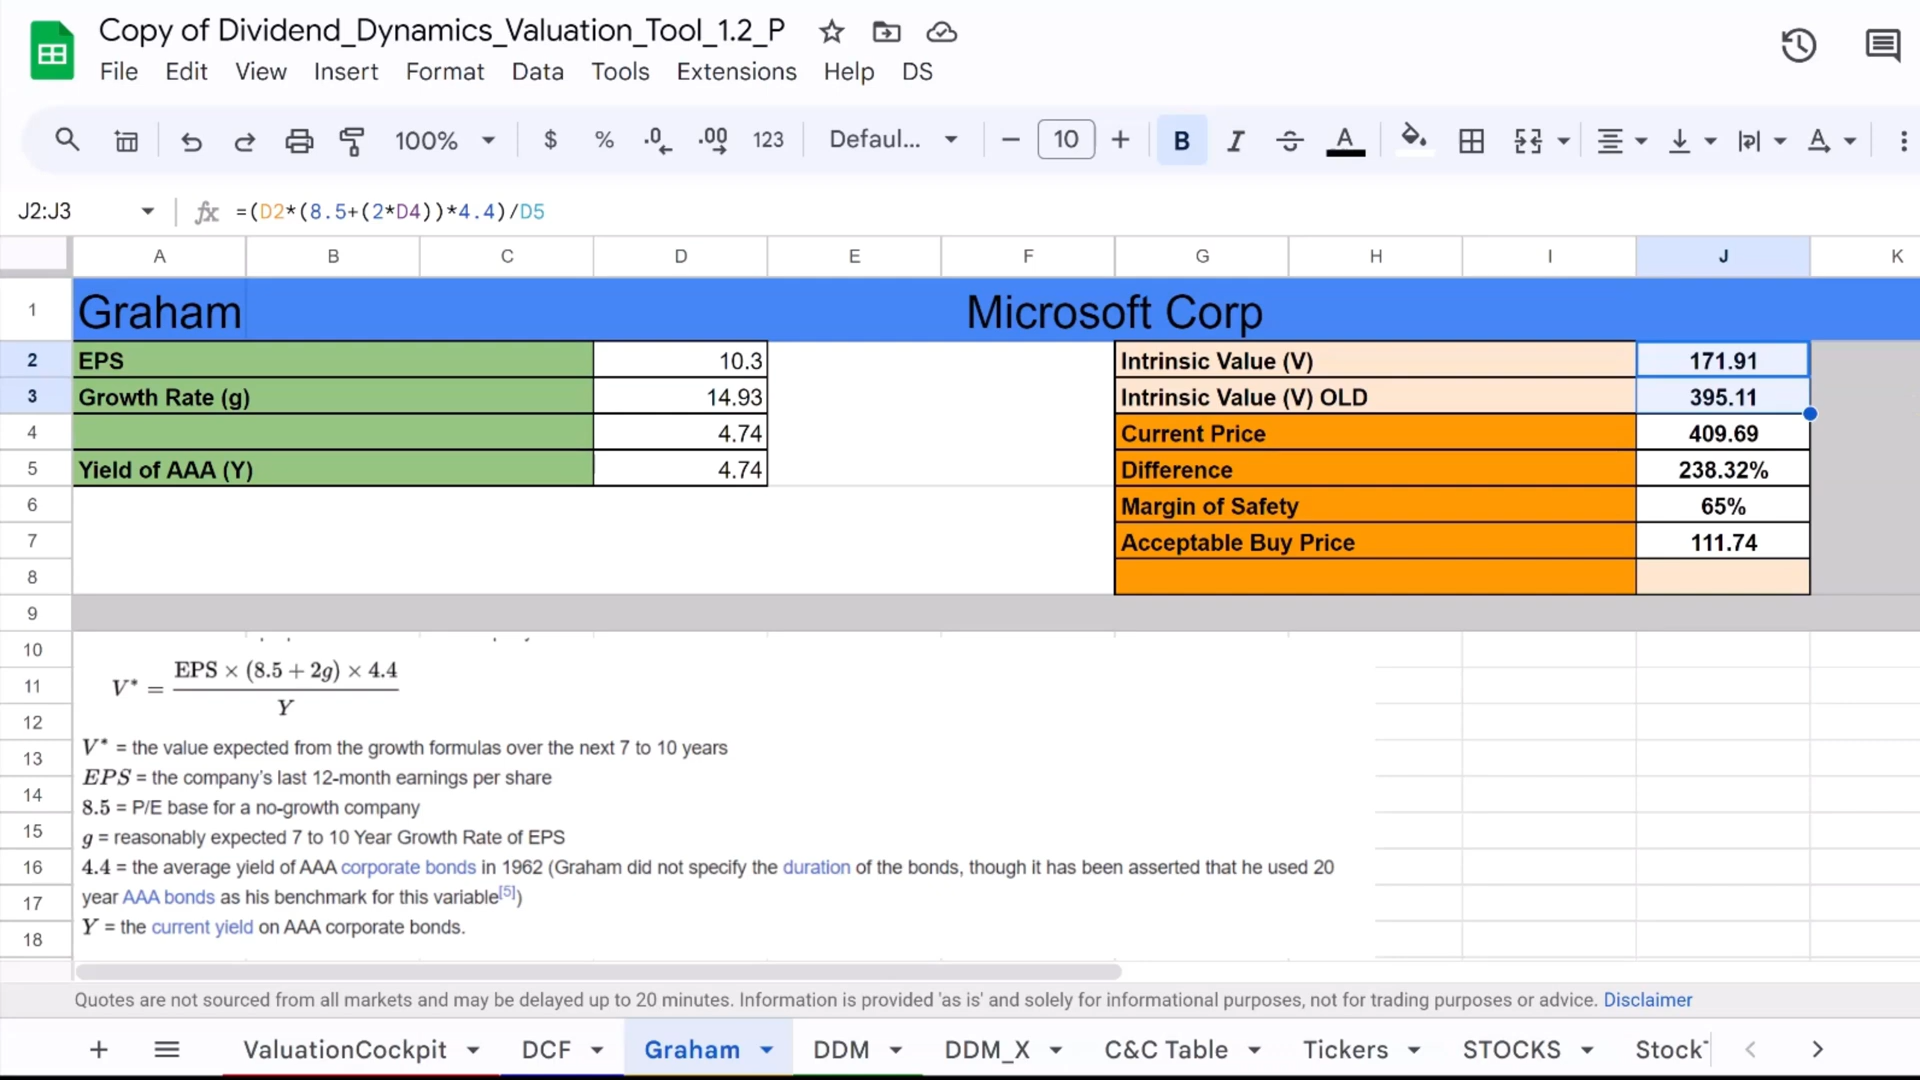 Copy of Dividend_Dynamics_Valuation_Tool_1.2_P
File Edit View Insert Format Data Tools Extensions Help DS
100% $ % .0 .00 123 Defaul... 10 B I A
J2:J3 fx =(D2*(8.5+(2*D4))*4.4)/D5
A B C D E F G H I J K
1 Graham Microsoft Corp
2 EPS 10.3 Intrinsic Value (V) 171.91
3 Growth Rate (g) 14.93 Intrinsic Value (V) OLD 395.11
4 4.74 Current Price 409.69
5 Yield of AAA (Y) 4.74 Difference 238.32%
6 Margin of Safety 65%
7 Acceptable Buy Price 111.74
8
9
10
11 V* = EPS × (8.5 + 2g) × 4.4 / Y
12
13 V* = the value expected from the growth formulas over the next 7 to 10 years
14 EPS = the company's last 12-month earnings per share
8.5 = P/E base for a no-growth company
15 g = reasonably expected 7 to 10 Year Growth Rate of EPS
16 4.4 = the average yield of AAA corporate bonds in 1962 (Graham did not specify the duration of the bonds, though it has been asserted that he used 20
17 year AAA bonds as his benchmark for this variable[5])
18 Y = the current yield on AAA corporate bonds.
Quotes are not sourced from all markets and may be delayed up to 20 minutes. Information is provided 'as is' and solely for informational purposes, not for trading purposes or advice. Disclaimer
ValuationCockpit DCF Graham DDM DDM_X C&C Table Tickers STOCKS Stock